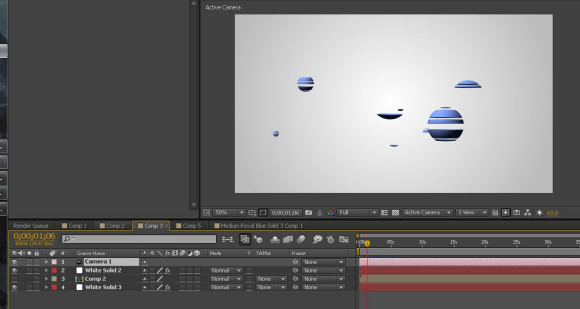 Active Camera
50%
0;00;01;06
Full
Active Camera
1 View
+0.0
Render Queue
Comp 1
Comp 2
Comp 3
Comp 5
Medium Royal Blue Solid 3 Comp 1
0;00;01;06
# Source Name Mode T TrkMat Parent
05s 10s 15s 20s 25s 30s
1 Camera 1 None
2 White Solid 2 Normal None
3 Comp 2 Normal None None
4 White Solid 3 Normal None None